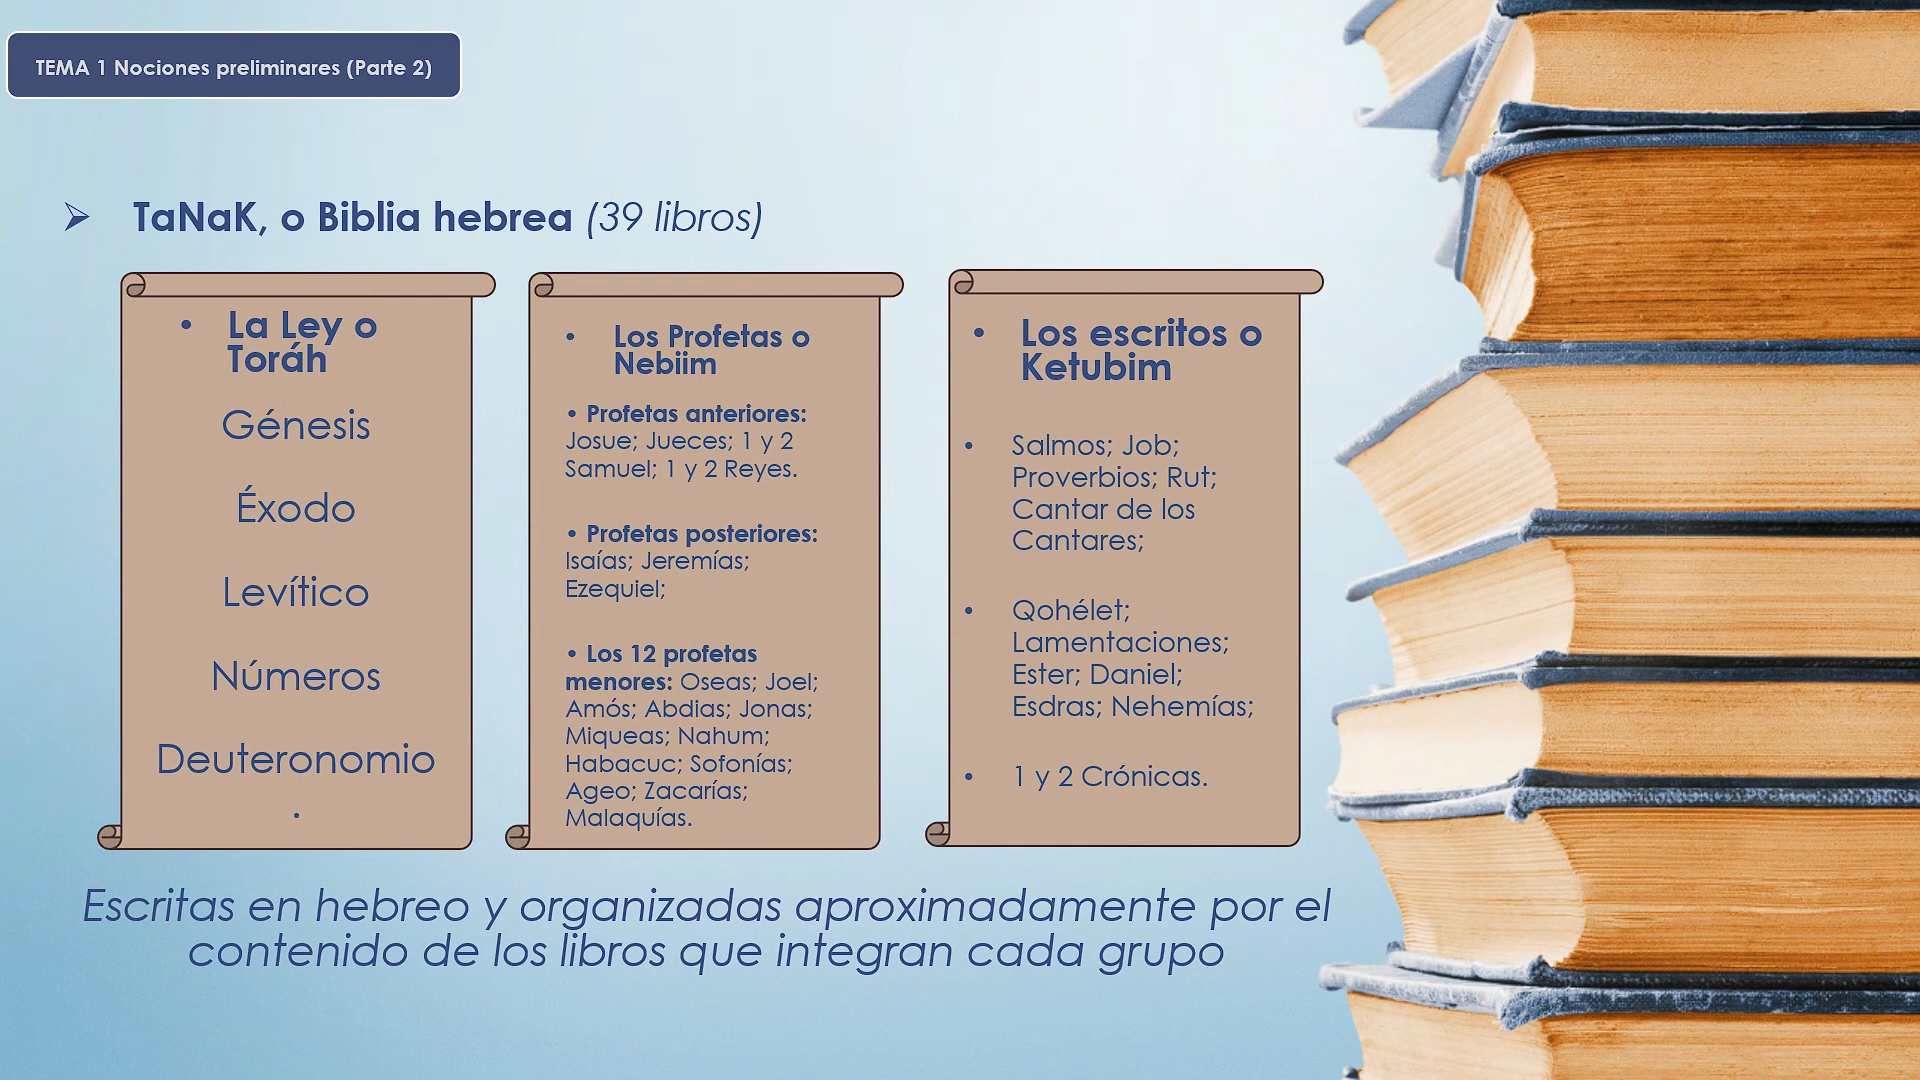 TEMA 1 Nociones preliminares (Parte 2)
➢ TaNaK, o Biblia hebrea (39 libros)
• La Ley o
Toráh
Génesis
Éxodo
Levítico
Números
Deuteronomio
.
• Los Profetas o
Nebiim
• Profetas anteriores:
Josue; Jueces; 1 y 2
Samuel; 1 y 2 Reyes.
• Profetas posteriores:
Isaías; Jeremías;
Ezequiel;
• Los 12 profetas
menores: Oseas; Joel;
Amós; Abdias; Jonas;
Miqueas; Nahum;
Habacuc; Sofonías;
Ageo; Zacarías;
Malaquías.
• Los escritos o
Ketubim
• Salmos; Job;
Proverbios; Rut;
Cantar de los
Cantares;
• Qohélet;
Lamentaciones;
Ester; Daniel;
Esdras; Nehemías;
• 1 y 2 Crónicas.
Escritas en hebreo y organizadas aproximadamente por el
contenido de los libros que integran cada grupo